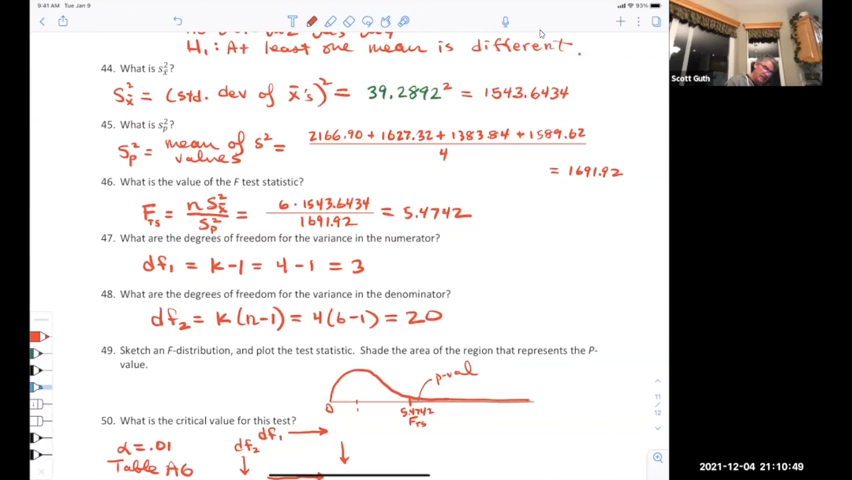 9:41 AM Tue Jan 9
93%
H₁: At least one mean is different.
44. What is s²x̄?
S²x̄ = (std. dev of x̄'s)² = 39.2892² = 1543.6434
45. What is s²p?
S²p = mean of S² values = 2166.90 + 1627.32 + 1383.84 + 1589.62 / 4
= 1691.92
46. What is the value of the F test statistic?
F_TS = nS²x̄ / S²p = 6 · 1543.6434 / 1691.92 = 5.4742
47. What are the degrees of freedom for the variance in the numerator?
df₁ = k-1 = 4-1 = 3
48. What are the degrees of freedom for the variance in the denominator?
df₂ = k(n-1) = 4(6-1) = 20
49. Sketch an F-distribution, and plot the test statistic. Shade the area of the region that represents the P-
value.
p-val
0 1 5.4742
F_TS
50. What is the critical value for this test?
α = .01
Table A6
df₂ df₁
11
12
Scott Guth
2021-12-04 21:10:49